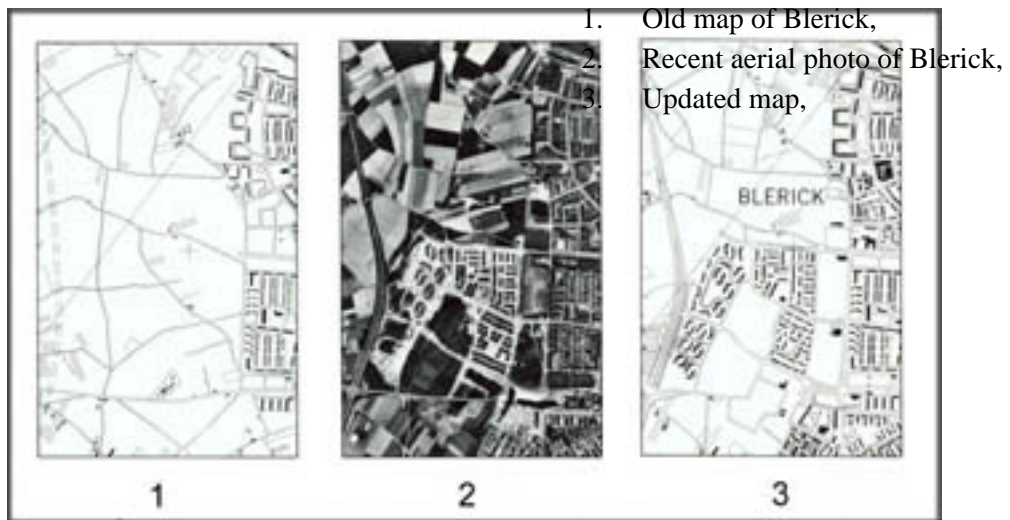 1. Old map of Blerick,
2. Recent aerial photo of Blerick,
3. Updated map,
BLERICK
1 2 3